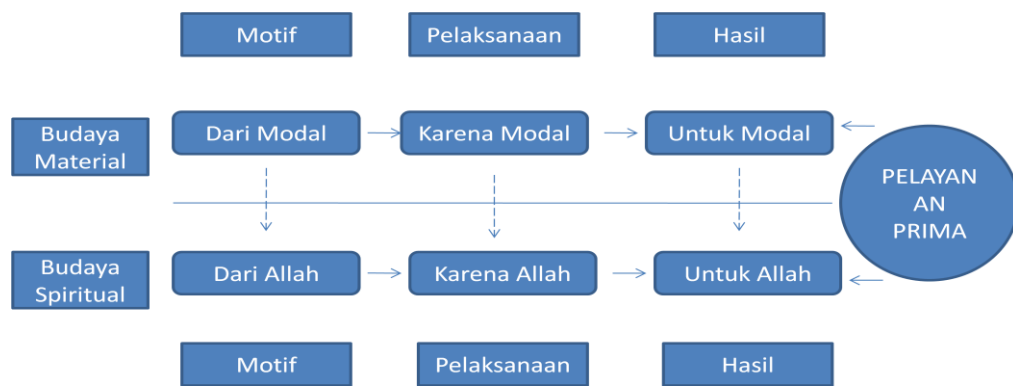 Motif
Pelaksanaan
Hasil
Budaya
Material
Dari Modal
Karena Modal
Untuk Modal
PELAYAN
AN
PRIMA
Budaya
Spiritual
Dari Allah
Karena Allah
Untuk Allah
Motif
Pelaksanaan
Hasil